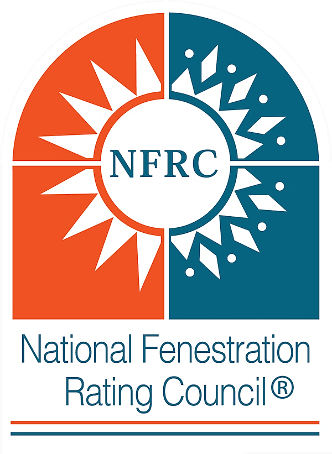 NFRC
National Fenestration
Rating Council®